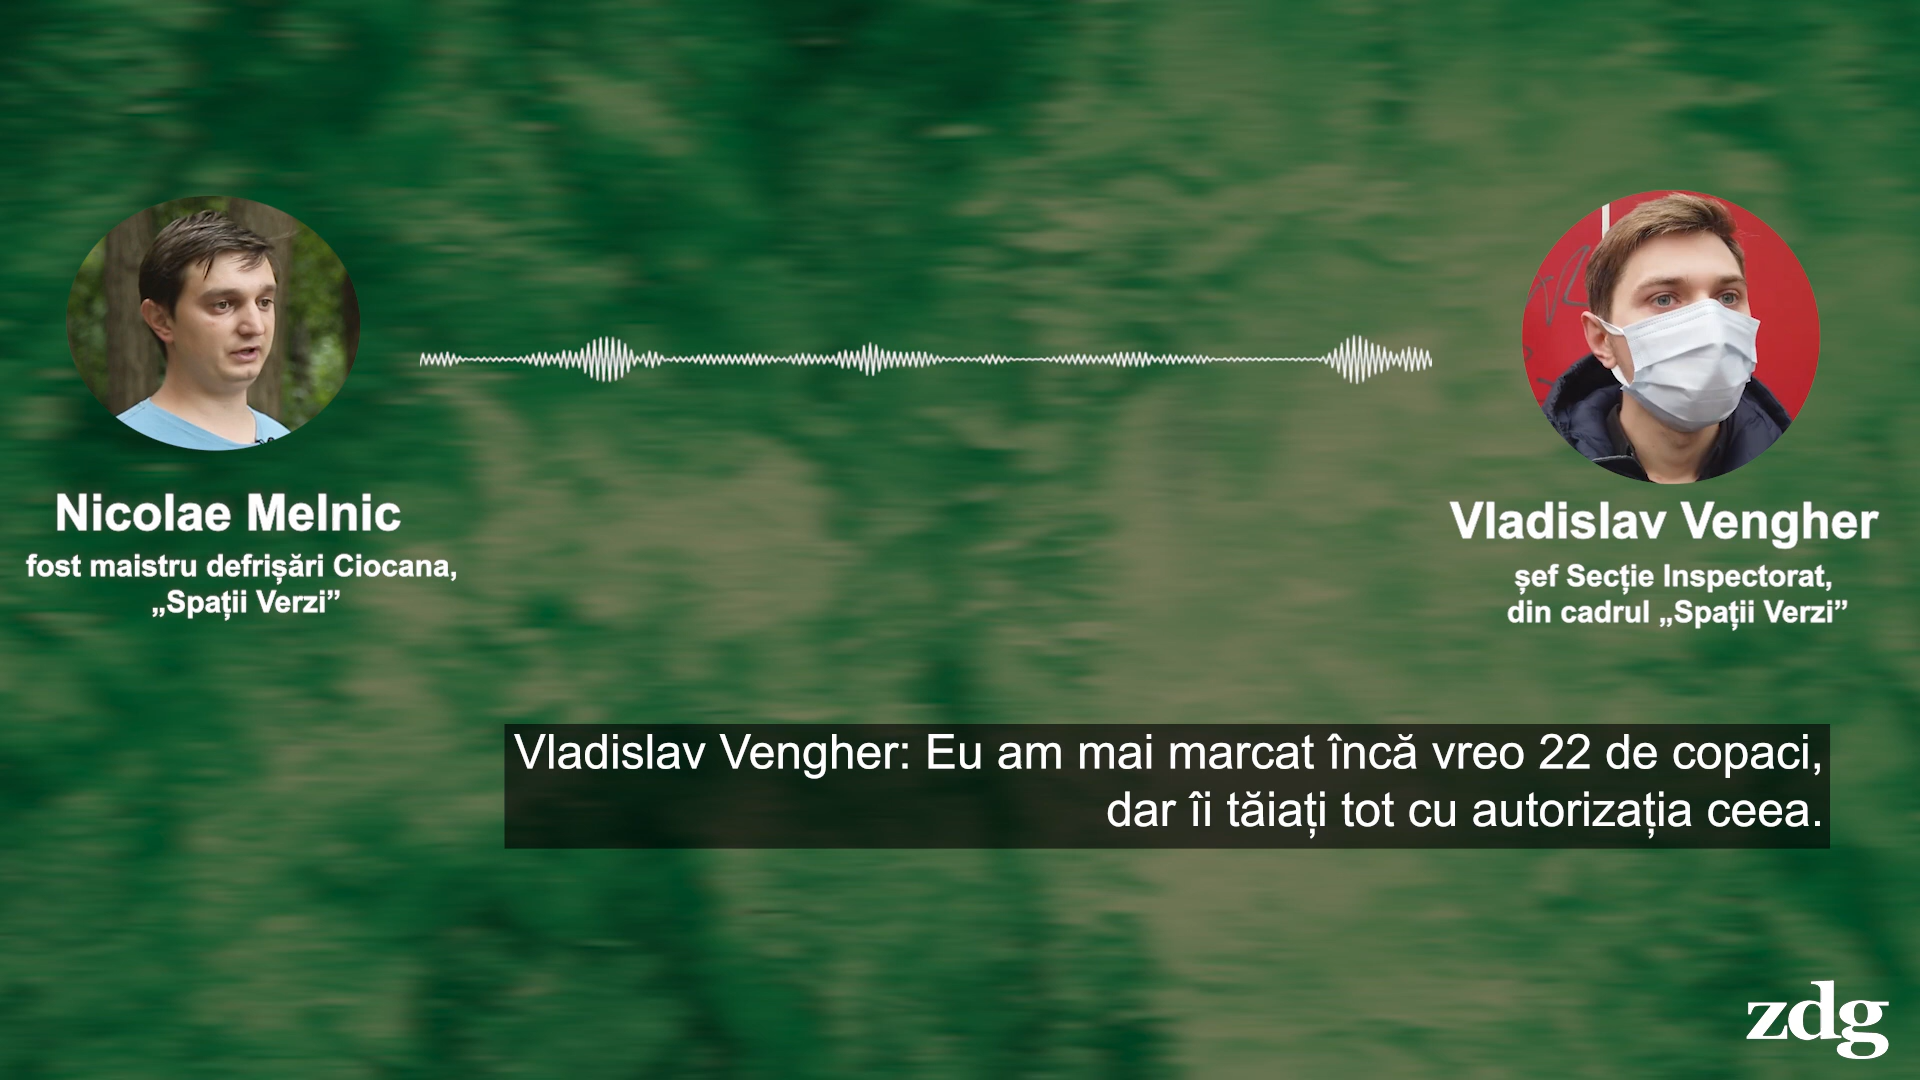 Nicolae Melnic
fost maistru defrișări Ciocana,
„Spații Verzi”
Vladislav Vengher
șef Secție Inspectorat,
din cadrul „Spații Verzi”
Vladislav Vengher: Eu am mai marcat încă vreo 22 de copaci,
dar îi tăiați tot cu autorizația ceea.
zdg